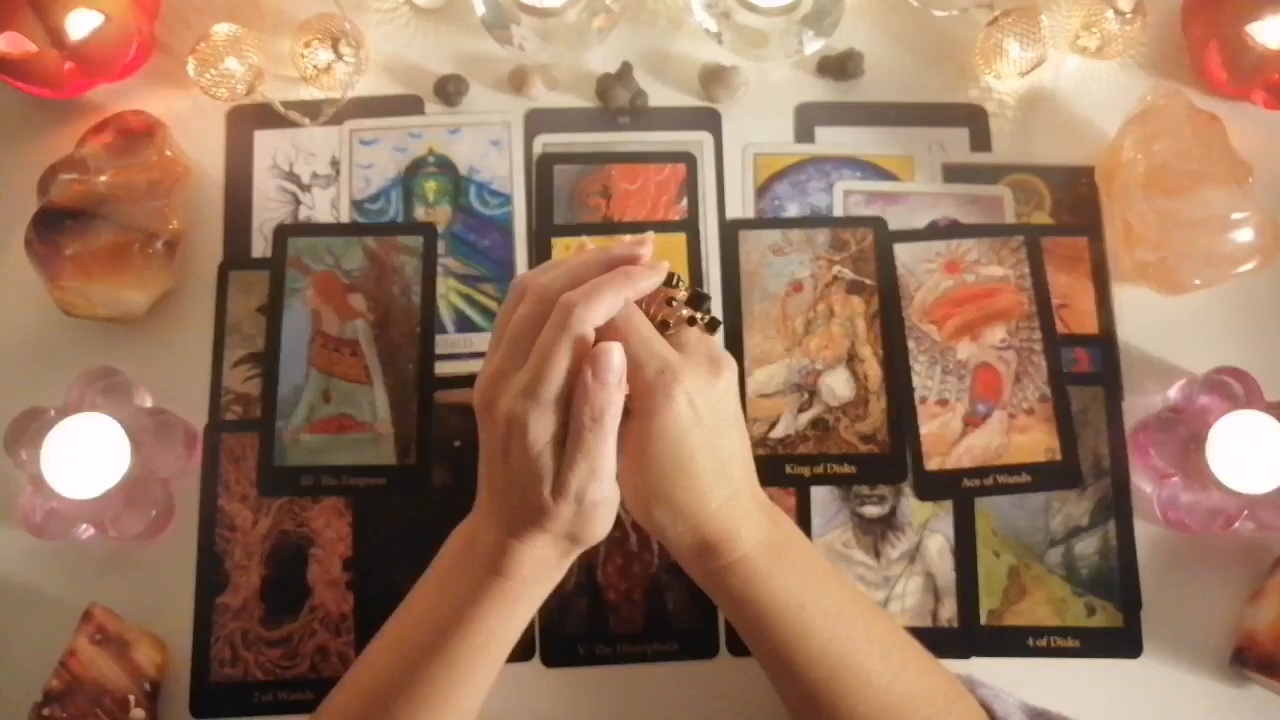 III The Empress
King of Disks
Ace of Wands
4 of Disks
V The Hierophant
2 of Wands